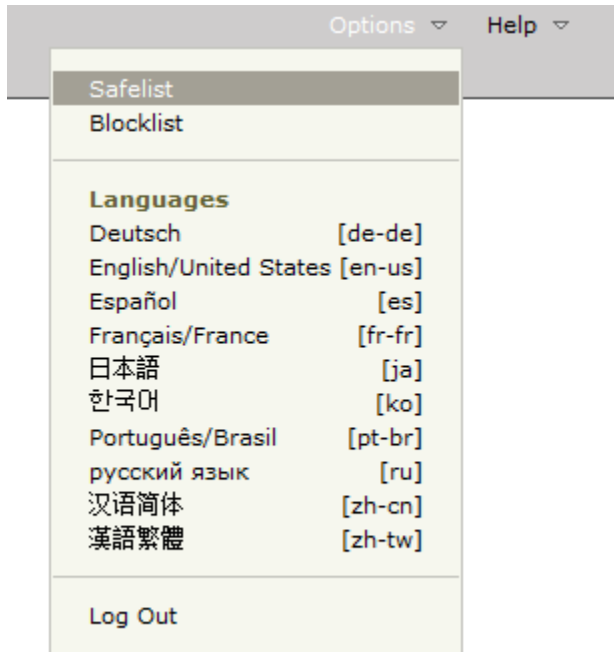 Options Help
Safelist
Blocklist
Languages
Deutsch [de-de]
English/United States [en-us]
Español [es]
Français/France [fr-fr]
日本語 [ja]
한국어 [ko]
Português/Brasil [pt-br]
русский язык [ru]
汉语简体 [zh-cn]
漢語繁體 [zh-tw]
Log Out